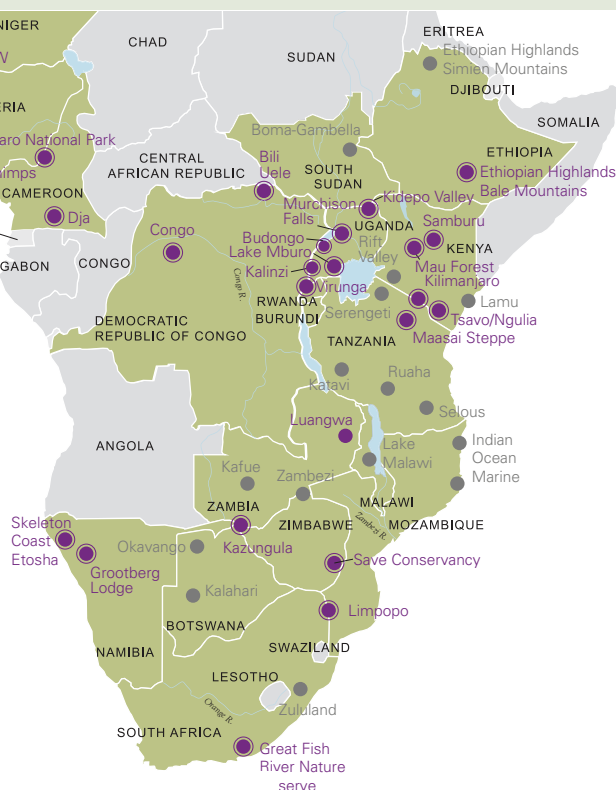 NIGER
CHAD
SUDAN
ERITREA
Ethiopian Highlands
Simien Mountains
DJIBOUTI
SOMALIA
W
ERIA
aro National Park
himps
CAMEROON
Dja
Boma-Gambella
CENTRAL
AFRICAN REPUBLIC
Bili
Uele
SOUTH
SUDAN
ETHIOPIA
Ethiopian Highlands
Bale Mountains
Murchison
Falls
Kidepo Valley
UGANDA
Samburu
KENYA
Congo
Budongo
Rift
Valley
Lake Mburo
Mau Forest
GABON
CONGO
Congo R.
Kalinzi
Virunga
Kilimanjaro
RWANDA
BURUNDI
Serengeti
Lamu
Tsavo/Ngulia
Maasai Steppe
DEMOCRATIC
REPUBLIC OF CONGO
TANZANIA
Katavi
Ruaha
Selous
ANGOLA
Luangwa
Lake
Malawi
Indian
Ocean
Marine
Kafue
Zambezi
ZAMBIA
MALAWI
Zambezi R.
MOZAMBIQUE
ZIMBABWE
Skeleton
Coast
Etosha
Grootberg
Lodge
Okavango
Kazungula
Save Conservancy
Kalahari
Limpopo
BOTSWANA
NAMIBIA
SWAZILAND
LESOTHO
Zululand
Orange R.
SOUTH AFRICA
Great Fish
River Nature
serve